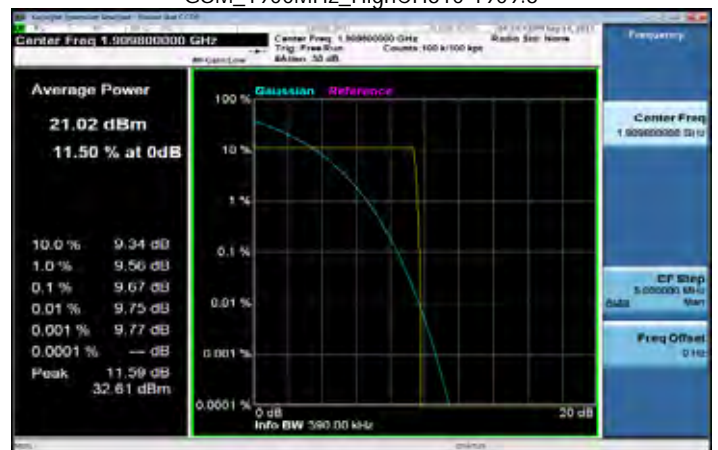 Center Freq 1.909800000 GHz
Center Freq: 1.909800000 GHz
Radio Std: None
Trig: Free Run
Counts: 100 k/100 kpt
#IFGain:Low
#Atten: 30 dB
Frequency
Average Power
21.02 dBm
11.50 % at 0dB
10.0 % 9.34 dB
1.0 % 9.56 dB
0.1 % 9.67 dB
0.01 % 9.75 dB
0.001 % 9.77 dB
0.0001 % --- dB
Peak 11.59 dB
32.61 dBm
Gaussian Reference
100 %
10 %
1 %
0.1 %
0.01 %
0.001 %
0.0001 %
0 dB
20 dB
Info BW 590.00 kHz
Center Freq
1.909800000 GHz
CF Step
5.000000 MHz
Auto Man
Freq Offset
0 Hz